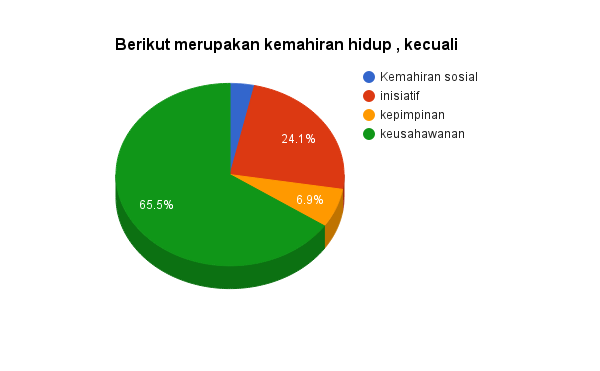 Berikut merupakan kemahiran hidup , kecuali
Kemahiran sosial
inisiatif
kepimpinan
keusahawanan
24.1%
6.9%
65.5%